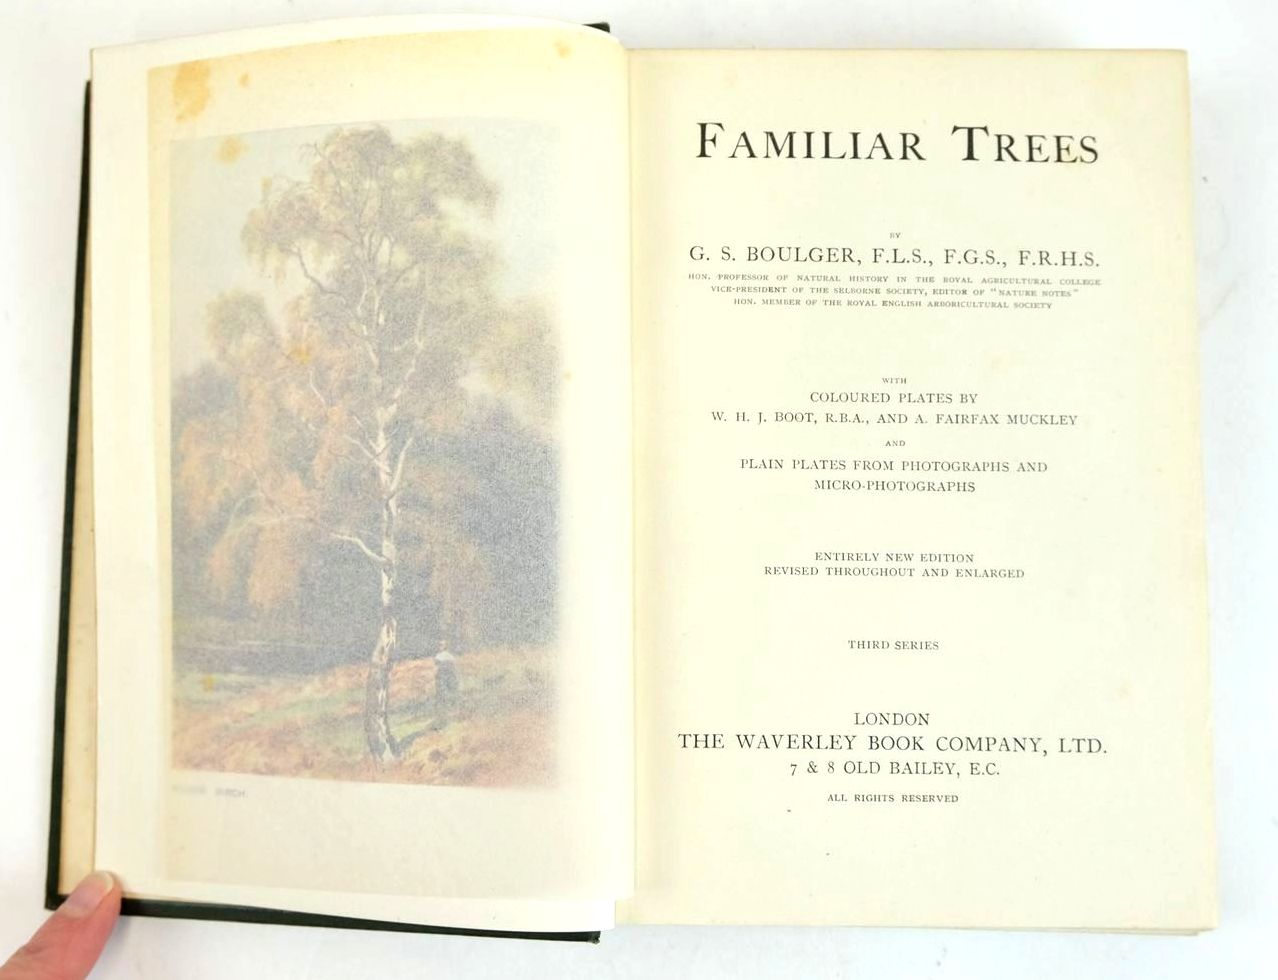 BIRCH.
FAMILIAR TREES
BY
G. S. BOULGER, F.L.S., F.G.S., F.R.H.S.
HON. PROFESSOR OF NATURAL HISTORY IN THE ROYAL AGRICULTURAL COLLEGE
VICE-PRESIDENT OF THE SELBORNE SOCIETY, EDITOR OF "NATURE NOTES"
HON. MEMBER OF THE ROYAL ENGLISH ARBORICULTURAL SOCIETY
WITH
COLOURED PLATES BY
W. H. J. BOOT, R.B.A., AND A. FAIRFAX MUCKLEY
AND
PLAIN PLATES FROM PHOTOGRAPHS AND
MICRO-PHOTOGRAPHS
ENTIRELY NEW EDITION
REVISED THROUGHOUT AND ENLARGED
THIRD SERIES
LONDON
THE WAVERLEY BOOK COMPANY, LTD.
7 & 8 OLD BAILEY, E.C.
ALL RIGHTS RESERVED